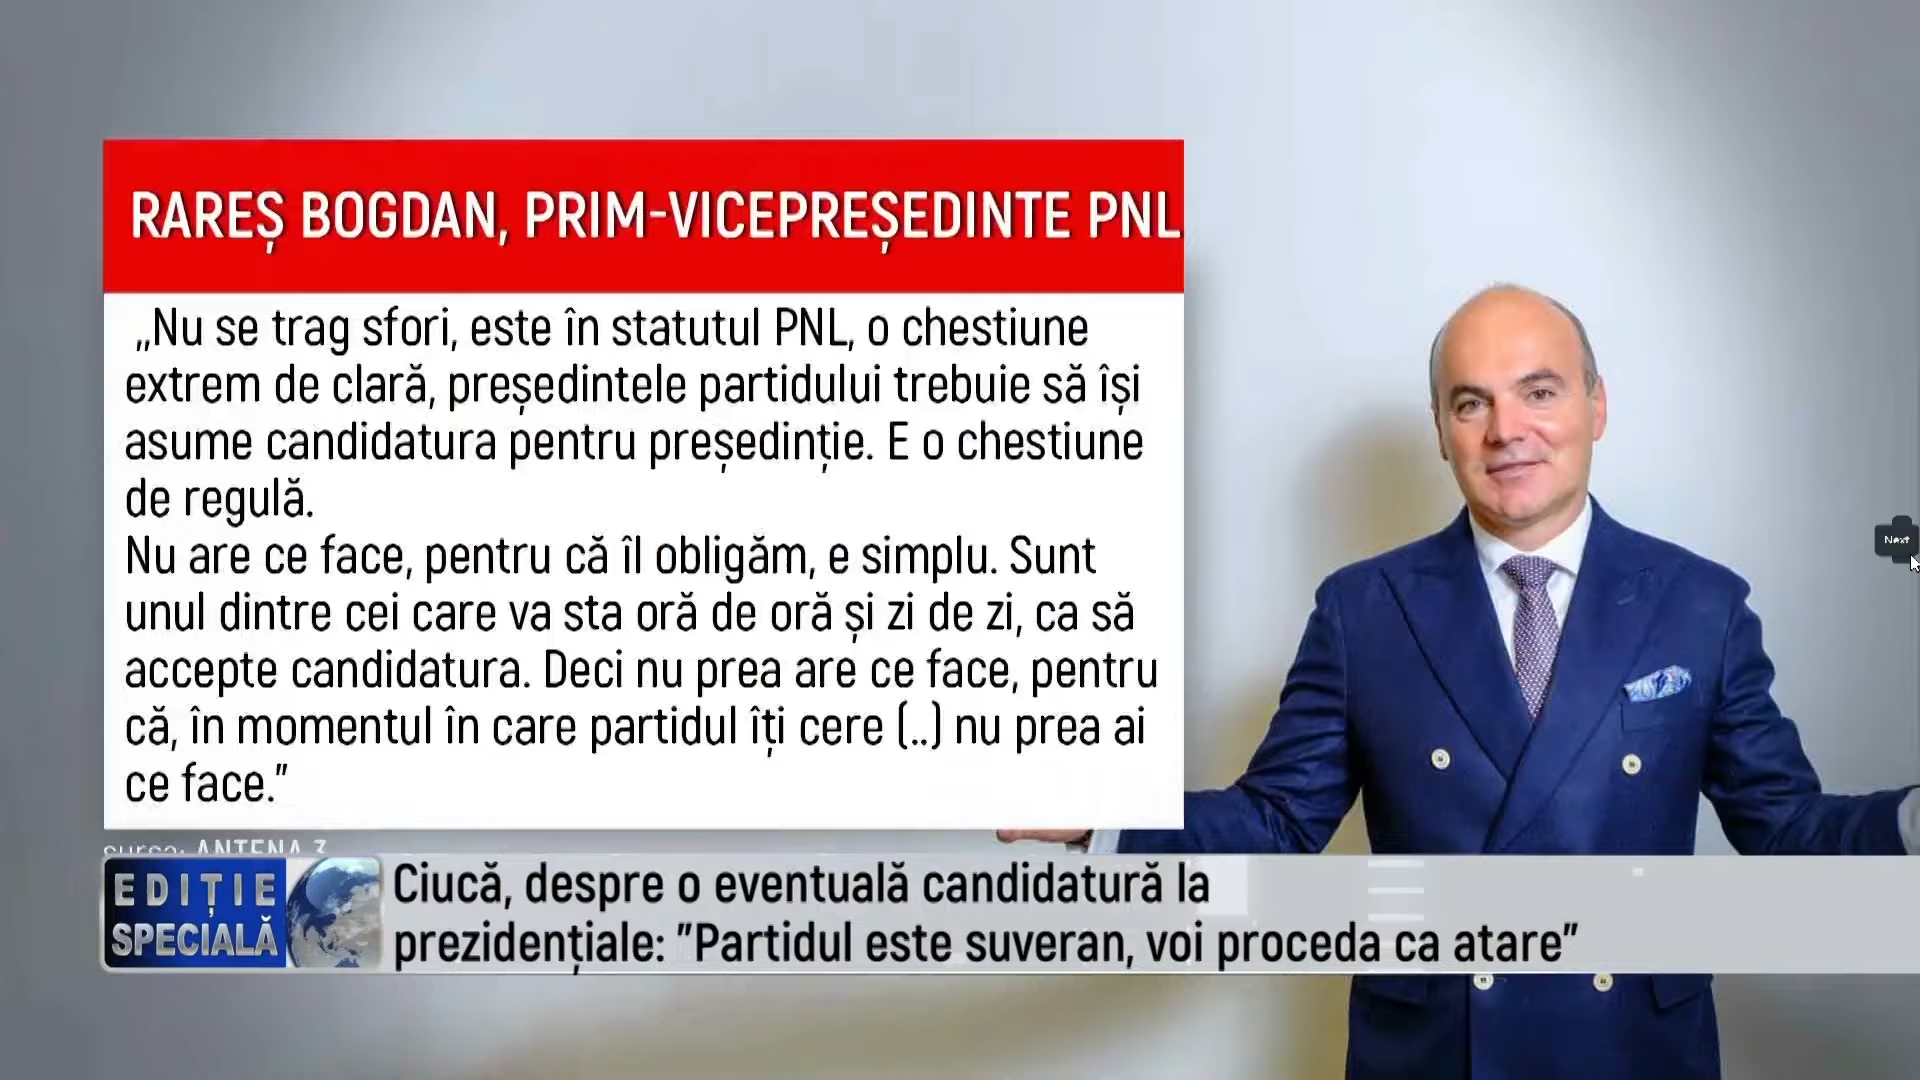 RAREȘ BOGDAN, PRIM-VICEPREȘEDINTE PNL
„Nu se trag sfori, este în statutul PNL, o chestiune
extrem de clară, președintele partidului trebuie să își
asume candidatura pentru președinție. E o chestiune
de regulă.
Nu are ce face, pentru că îl obligăm, e simplu. Sunt
unul dintre cei care va sta oră de oră și zi de zi, ca să
accepte candidatura. Deci nu prea are ce face, pentru
că, în momentul în care partidul îți cere (..) nu prea ai
ce face.”
sursa: ANTENA 3
EDIȚIE
SPECIALĂ
Ciucă, despre o eventuală candidatură la
prezidențiale: ”Partidul este suveran, voi proceda ca atare”
Next